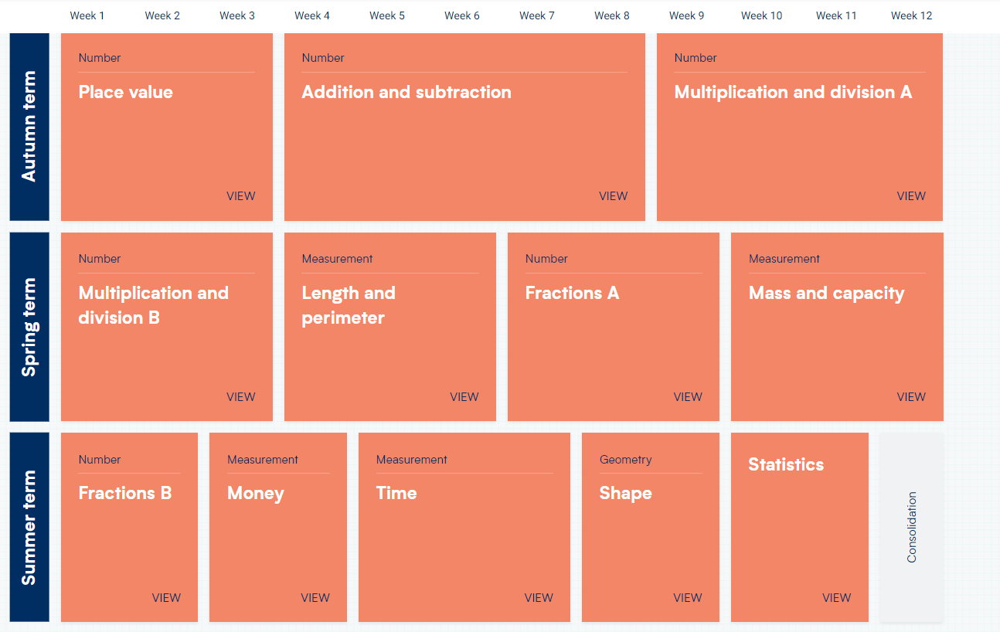 Week 1 Week 2 Week 3 Week 4 Week 5 Week 6 Week 7 Week 8 Week 9 Week 10 Week 11 Week 12
Autumn term
Number
Place value
VIEW
Number
Addition and subtraction
VIEW
Number
Multiplication and division A
VIEW
Spring term
Number
Multiplication and
division B
VIEW
Measurement
Length and
perimeter
VIEW
Number
Fractions A
VIEW
Measurement
Mass and capacity
VIEW
Summer term
Number
Fractions B
VIEW
Measurement
Money
VIEW
Measurement
Time
VIEW
Geometry
Shape
VIEW
Statistics
VIEW
Consolidation